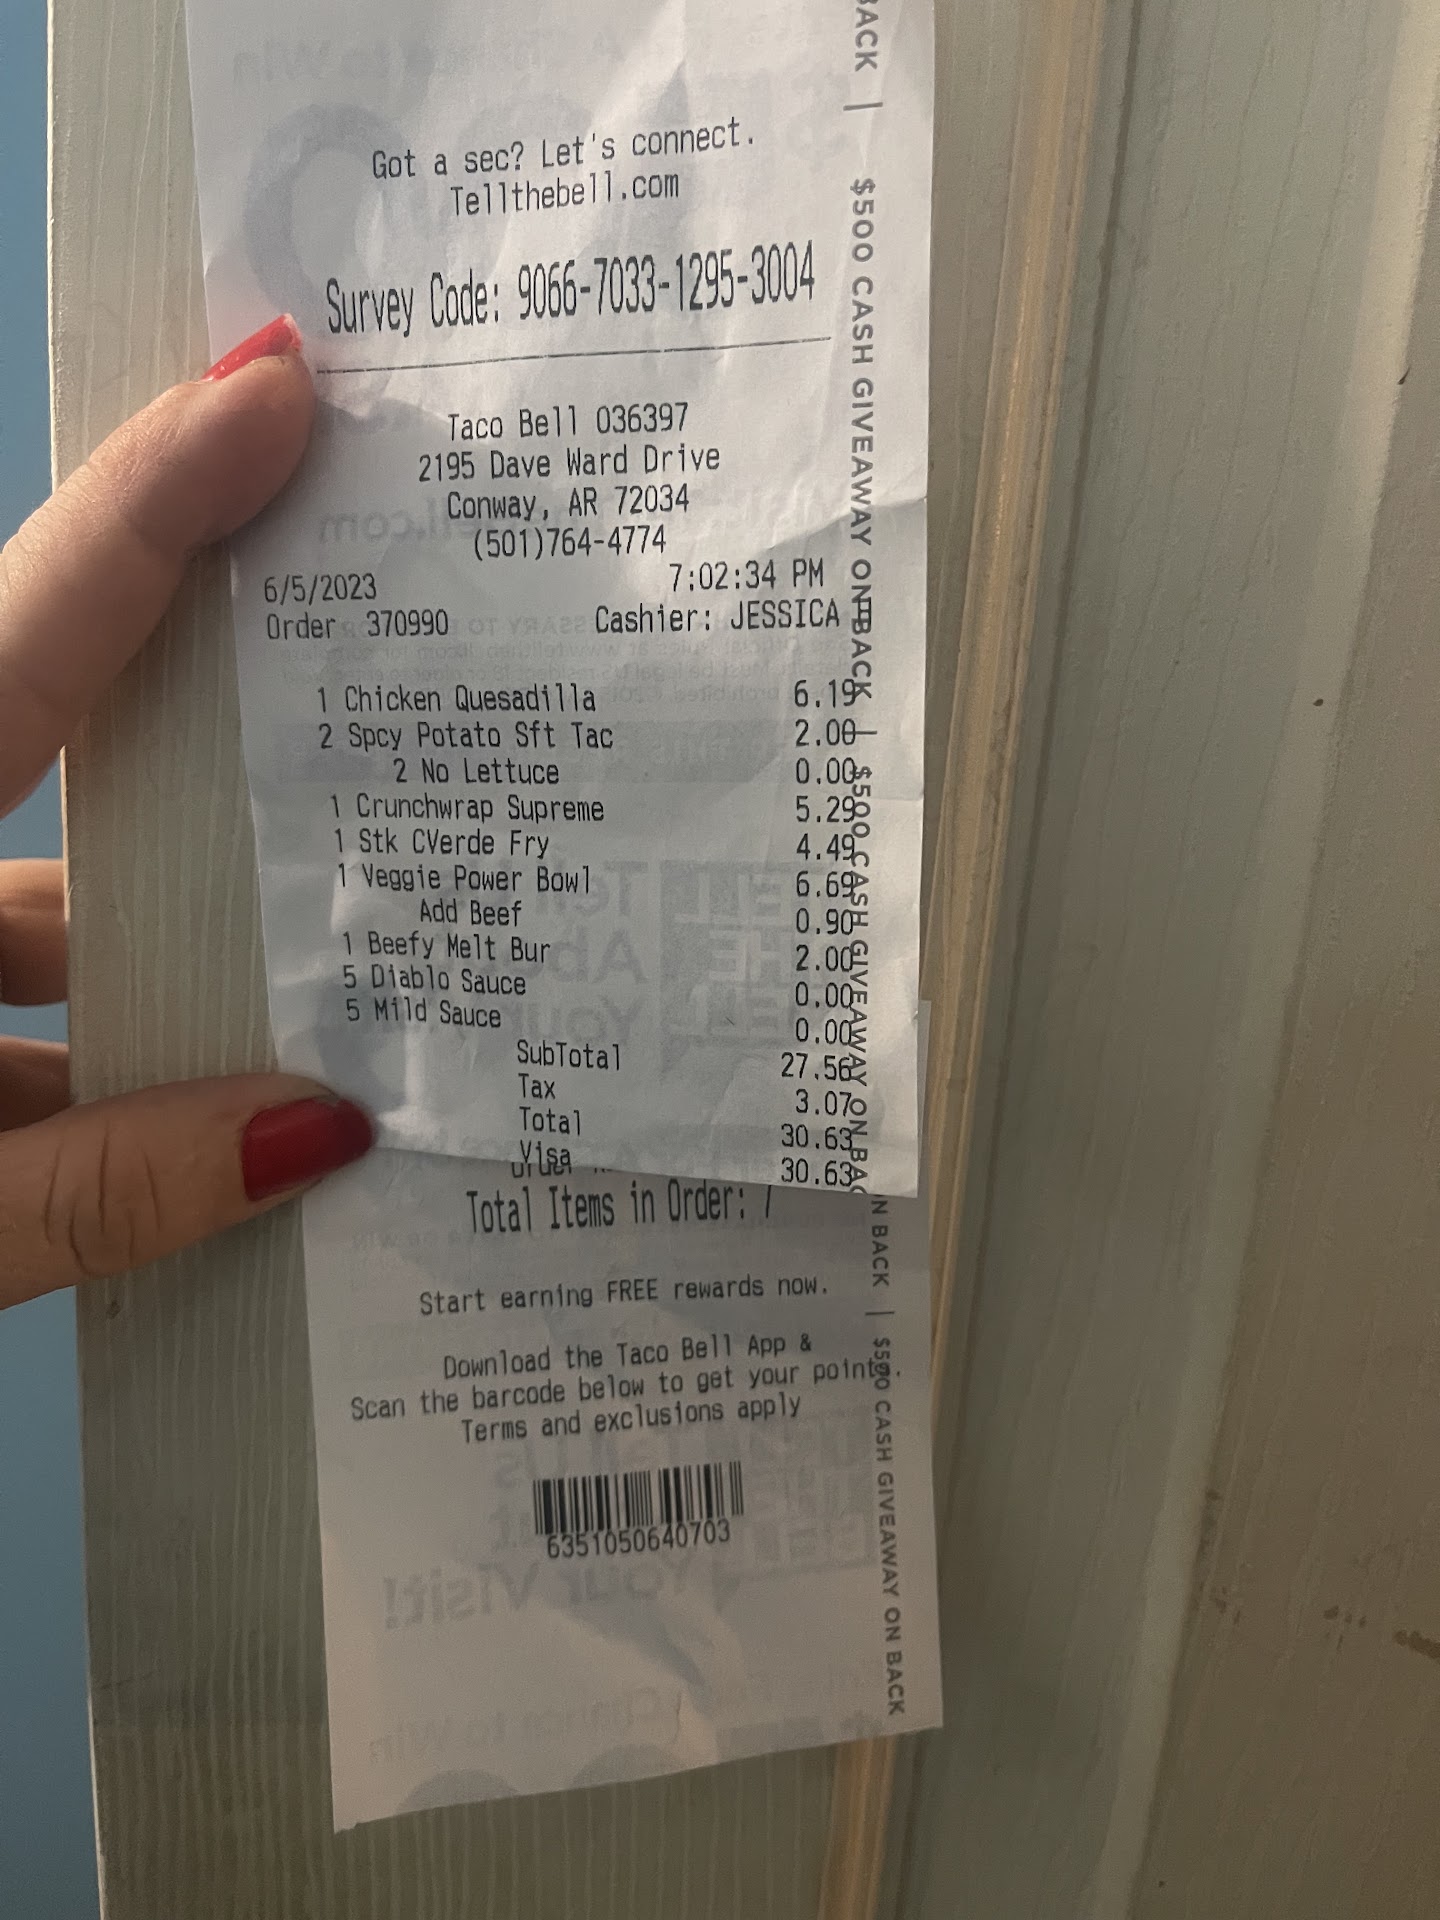 Got a sec? Let's connect.
Tellthebell.com
Survey Code: 9066-7033-1295-3004
Taco Bell 036397
2195 Dave Ward Drive
Conway, AR 72034
(501)764-4774
6/5/2023 7:02:34 PM
Order 370990 Cashier: JESSICA
1 Chicken Quesadilla 6.19
2 Spcy Potato Sft Tac 2.00
2 No Lettuce 0.00
1 Crunchwrap Supreme 5.29
1 Stk CVerde Fry 4.49
1 Veggie Power Bowl 6.69
Add Beef 0.90
1 Beefy Melt Bur 2.00
5 Diablo Sauce 0.00
5 Mild Sauce 0.00
SubTotal 27.56
Tax 3.07
Total 30.63
Visa 30.63
Total Items in Order: 7
Start earning FREE rewards now.
Download the Taco Bell App &
Scan the barcode below to get your points.
Terms and exclusions apply
6351050640703
BACK | $500 CASH GIVEAWAY ON BACK | $500 CASH GIVEAWAY ON BAC
N BACK | $500 CASH GIVEAWAY ON BACK